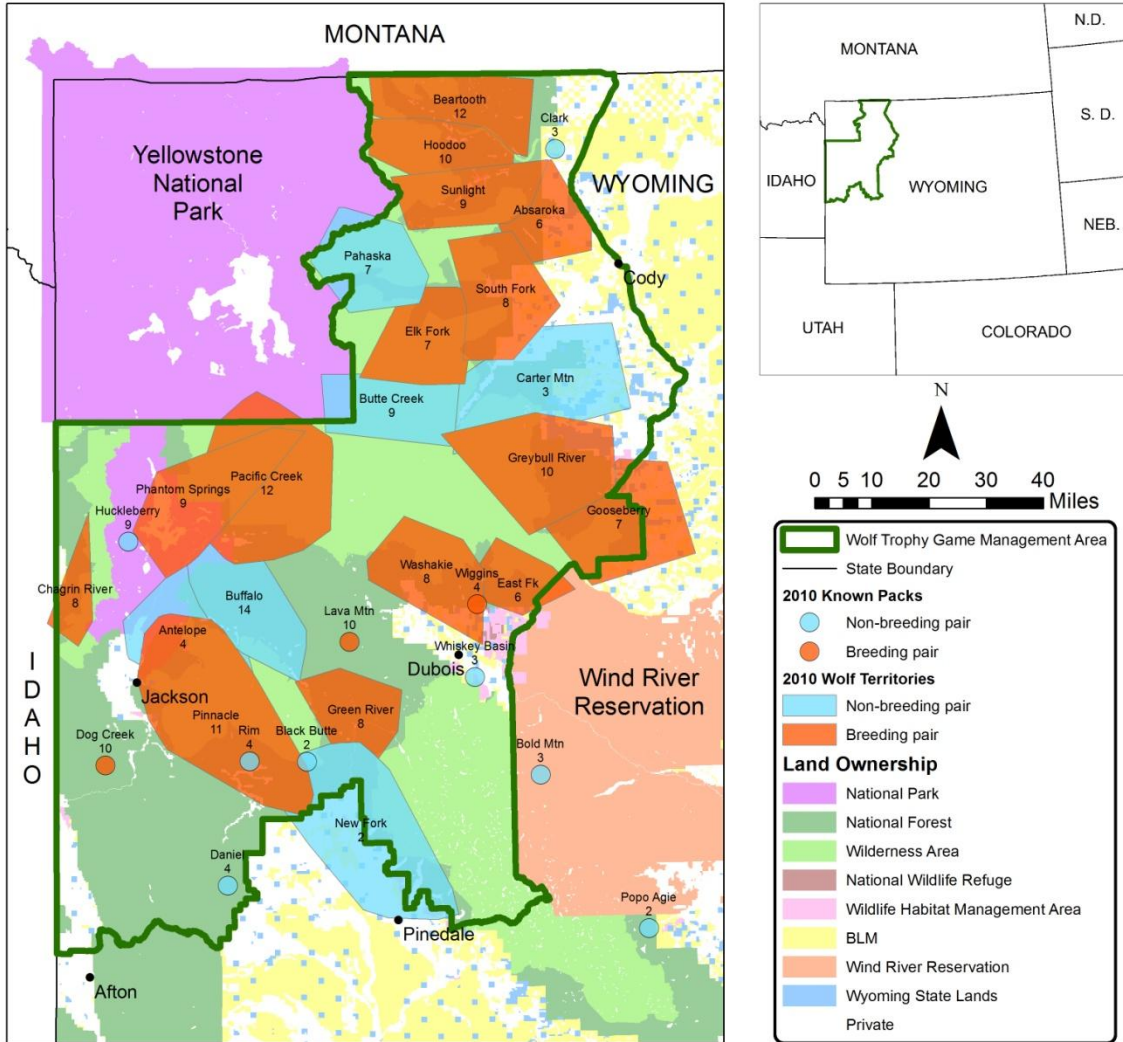 MONTANA
Yellowstone
National
Park
WYOMING
Beartooth
12
Clark
3
Hoodoo
10
Sunlight
9
Absaroka
6
Pahaska
7
Cody
South Fork
8
Elk Fork
7
Carter Mtn
3
Butte Creek
9
Greybull River
10
Pacific Creek
12
Phantom Springs
9
Huckleberry
9
Gooseberry
7
Washakie
8
Wiggins
4
East Fk
6
Chagrin River
8
Buffalo
14
Lava Mtn
10
Antelope
4
Whiskey Basin
3
Dubois
Wind River
Reservation
Jackson
IDAHO
Green River
8
Pinnacle
11
Rim
4
Black Butte
2
Dog Creek
10
Bold Mtn
3
New Fork
2
Daniel
4
Popo Agie
2
Pinedale
Afton
N.D.
MONTANA
S. D.
IDAHO
WYOMING
NEB.
UTAH
COLORADO
N
0 5 10 20 30 40
Miles
Wolf Trophy Game Management Area
State Boundary
2010 Known Packs
Non-breeding pair
Breeding pair
2010 Wolf Territories
Non-breeding pair
Breeding pair
Land Ownership
National Park
National Forest
Wilderness Area
National Wildlife Refuge
Wildlife Habitat Management Area
BLM
Wind River Reservation
Wyoming State Lands
Private